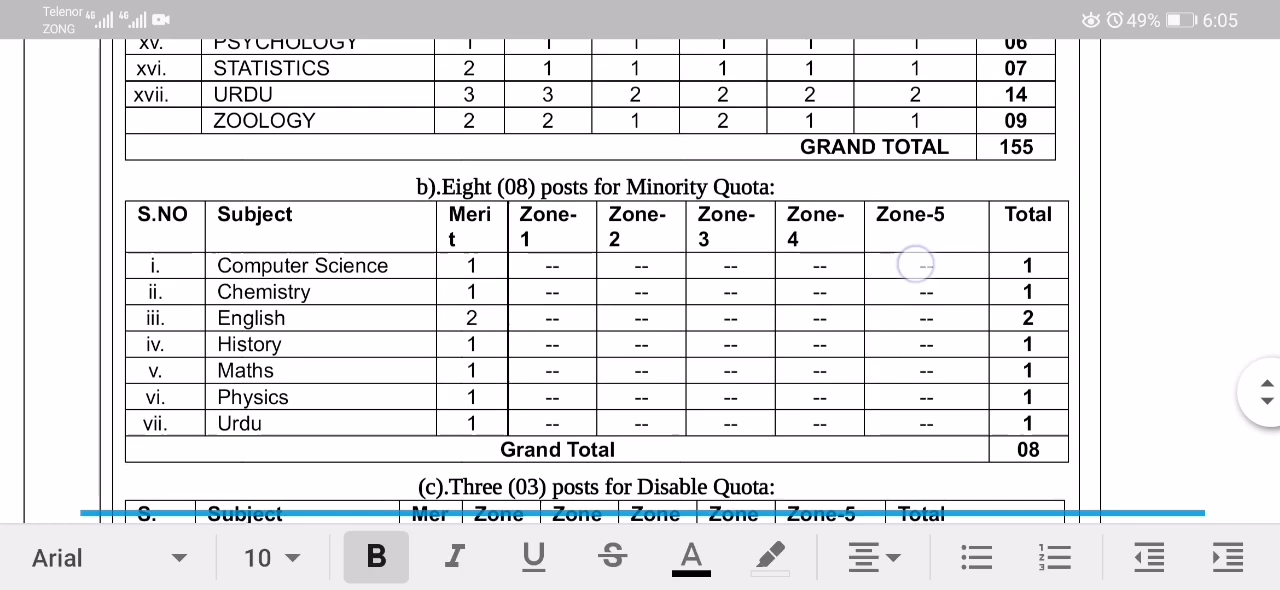 Telenor 4G 4G 49% 6:05
ZONG
xv. PSYCHOLOGY 1 1 1 1 1 1 06
xvi. STATISTICS 2 1 1 1 1 1 07
xvii. URDU 3 3 2 2 2 2 14
ZOOLOGY 2 2 1 2 1 1 09
GRAND TOTAL 155
b).Eight (08) posts for Minority Quota:
S.NO Subject Meri Zone- Zone- Zone- Zone- Zone-5 Total
t 1 2 3 4
i. Computer Science 1 -- -- -- -- -- 1
ii. Chemistry 1 -- -- -- -- -- 1
iii. English 2 -- -- -- -- -- 2
iv. History 1 -- -- -- -- -- 1
v. Maths 1 -- -- -- -- -- 1
vi. Physics 1 -- -- -- -- -- 1
vii. Urdu 1 -- -- -- -- -- 1
Grand Total 08
(c).Three (03) posts for Disable Quota:
S. Subject Mer Zone Zone Zone Zone Zone-5 Total
Arial 10 B I U S A